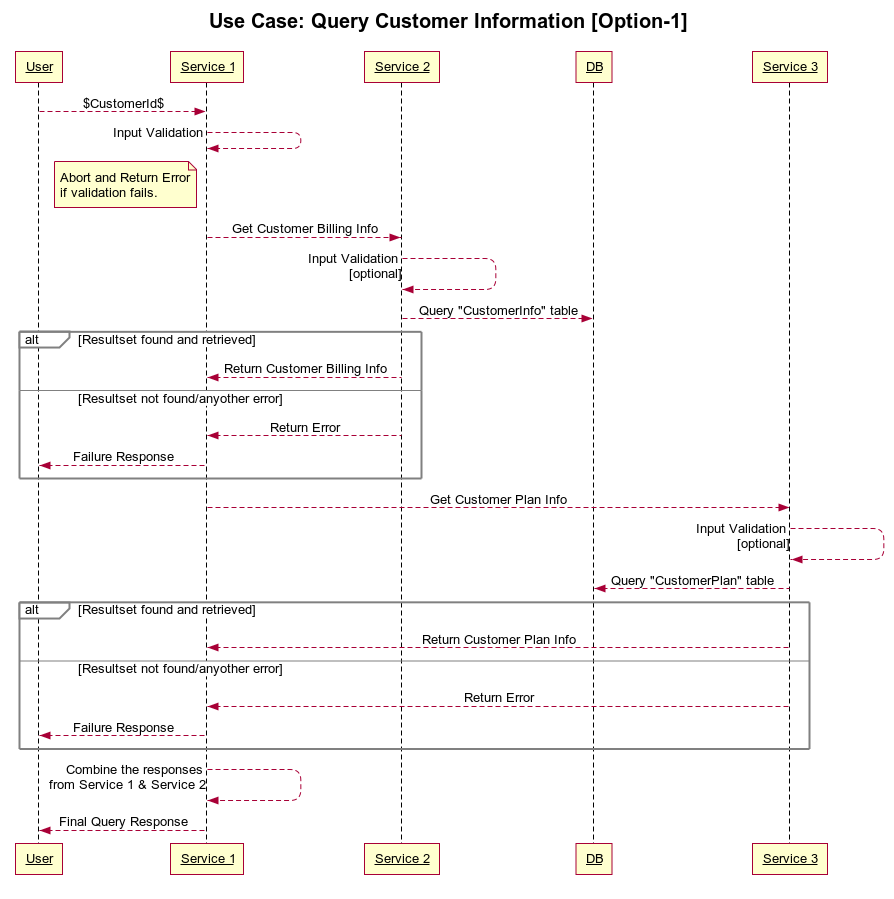 Use Case: Query Customer Information [Option-1]
User
Service 1
Service 2
DB
Service 3
$CustomerId$
Input Validation
Abort and Return Error
if validation fails.
Get Customer Billing Info
Input Validation
[optional]
Query "CustomerInfo" table
alt
[Resultset found and retrieved]
Return Customer Billing Info
[Resultset not found/anyother error]
Return Error
Failure Response
Get Customer Plan Info
Input Validation
[optional]
Query "CustomerPlan" table
alt
[Resultset found and retrieved]
Return Customer Plan Info
[Resultset not found/anyother error]
Return Error
Failure Response
Combine the responses
from Service 1 & Service 2
Final Query Response
User
Service 1
Service 2
DB
Service 3